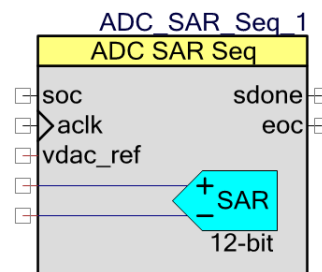 ADC_SAR_Seq_1
ADC SAR Seq
soc sdone
aclk eoc
vdac_ref
+ SAR
−
12-bit